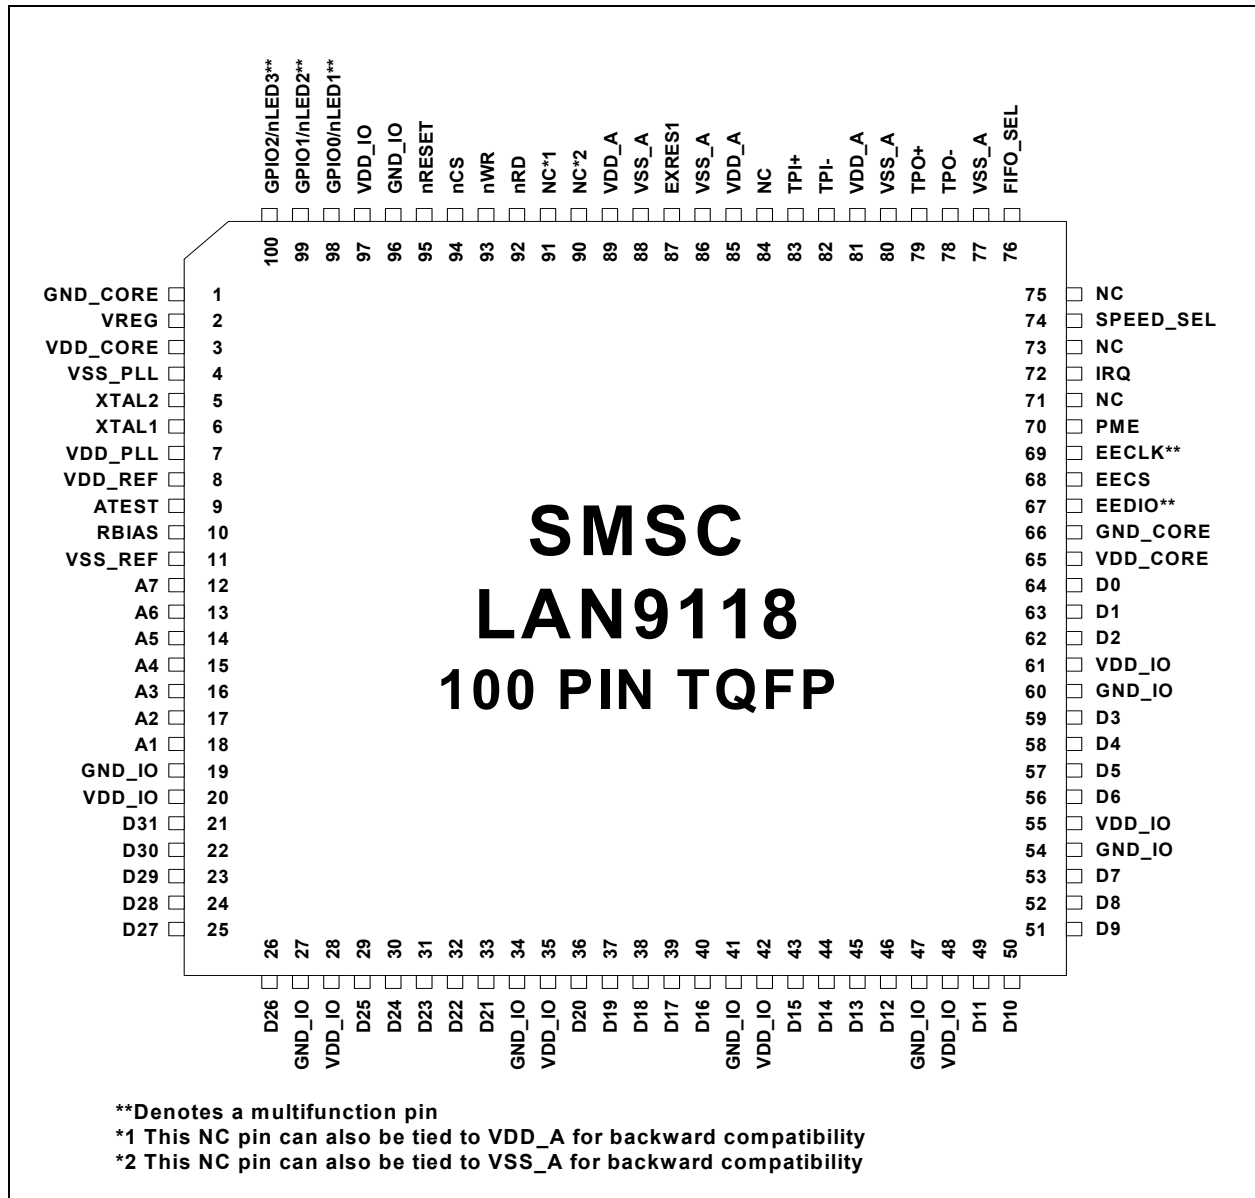 GPIO2/nLED3**
GPIO1/nLED2**
GPIO0/nLED1**
VDD_IO
GND_IO
nRESET
nCS
nWR
nRD
NC*1
NC*2
VDD_A
VSS_A
EXRES1
VSS_A
VDD_A
NC
TPI+
TPI-
VDD_A
VSS_A
TPO+
TPO-
VSS_A
FIFO_SEL
100
99
98
97
96
95
94
93
92
91
90
89
88
87
86
85
84
83
82
81
80
79
78
77
76
GND_CORE 1
VREG 2
VDD_CORE 3
VSS_PLL 4
XTAL2 5
XTAL1 6
VDD_PLL 7
VDD_REF 8
ATEST 9
RBIAS 10
VSS_REF 11
A7 12
A6 13
A5 14
A4 15
A3 16
A2 17
A1 18
GND_IO 19
VDD_IO 20
D31 21
D30 22
D29 23
D28 24
D27 25
SMSC
LAN9118
100 PIN TQFP
75 NC
74 SPEED_SEL
73 NC
72 IRQ
71 NC
70 PME
69 EECLK**
68 EECS
67 EEDIO**
66 GND_CORE
65 VDD_CORE
64 D0
63 D1
62 D2
61 VDD_IO
60 GND_IO
59 D3
58 D4
57 D5
56 D6
55 VDD_IO
54 GND_IO
53 D7
52 D8
51 D9
26
27
28
29
30
31
32
33
34
35
36
37
38
39
40
41
42
43
44
45
46
47
48
49
50
D26
GND_IO
VDD_IO
D25
D24
D23
D22
D21
GND_IO
VDD_IO
D20
D19
D18
D17
D16
GND_IO
VDD_IO
D15
D14
D13
D12
GND_IO
VDD_IO
D11
D10
**Denotes a multifunction pin
*1 This NC pin can also be tied to VDD_A for backward compatibility
*2 This NC pin can also be tied to VSS_A for backward compatibility